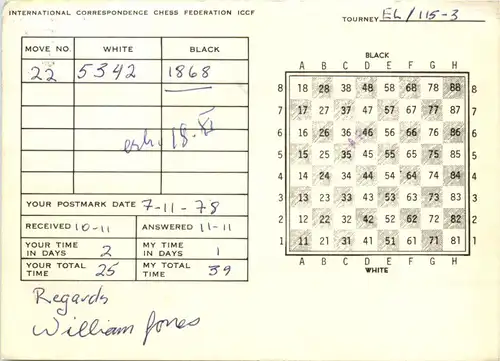 INTERNATIONAL CORRESPONDENCE CHESS FEDERATION ICCF
TOURNEY EL/115-3
MOVE NO. WHITE BLACK
22 5342 1868
18. XI
YOUR POSTMARK DATE 7-11-78
RECEIVED 10-11 ANSWERED 11-11
YOUR TIME IN DAYS 2 MY TIME IN DAYS 1
YOUR TOTAL TIME 25 MY TOTAL TIME 39
Regards
William Jones
BLACK
A B C D E F G H
8 18 28 38 48 58 68 78 88 8
7 17 27 37 47 57 67 77 87 7
6 16 26 36 46 56 66 76 86 6
5 15 25 35 45 55 65 75 85 5
4 14 24 34 44 54 64 74 84 4
3 13 23 33 43 53 63 73 83 3
2 12 22 32 42 52 62 72 82 2
1 11 21 31 41 51 61 71 81 1
A B C D E F G H
WHITE